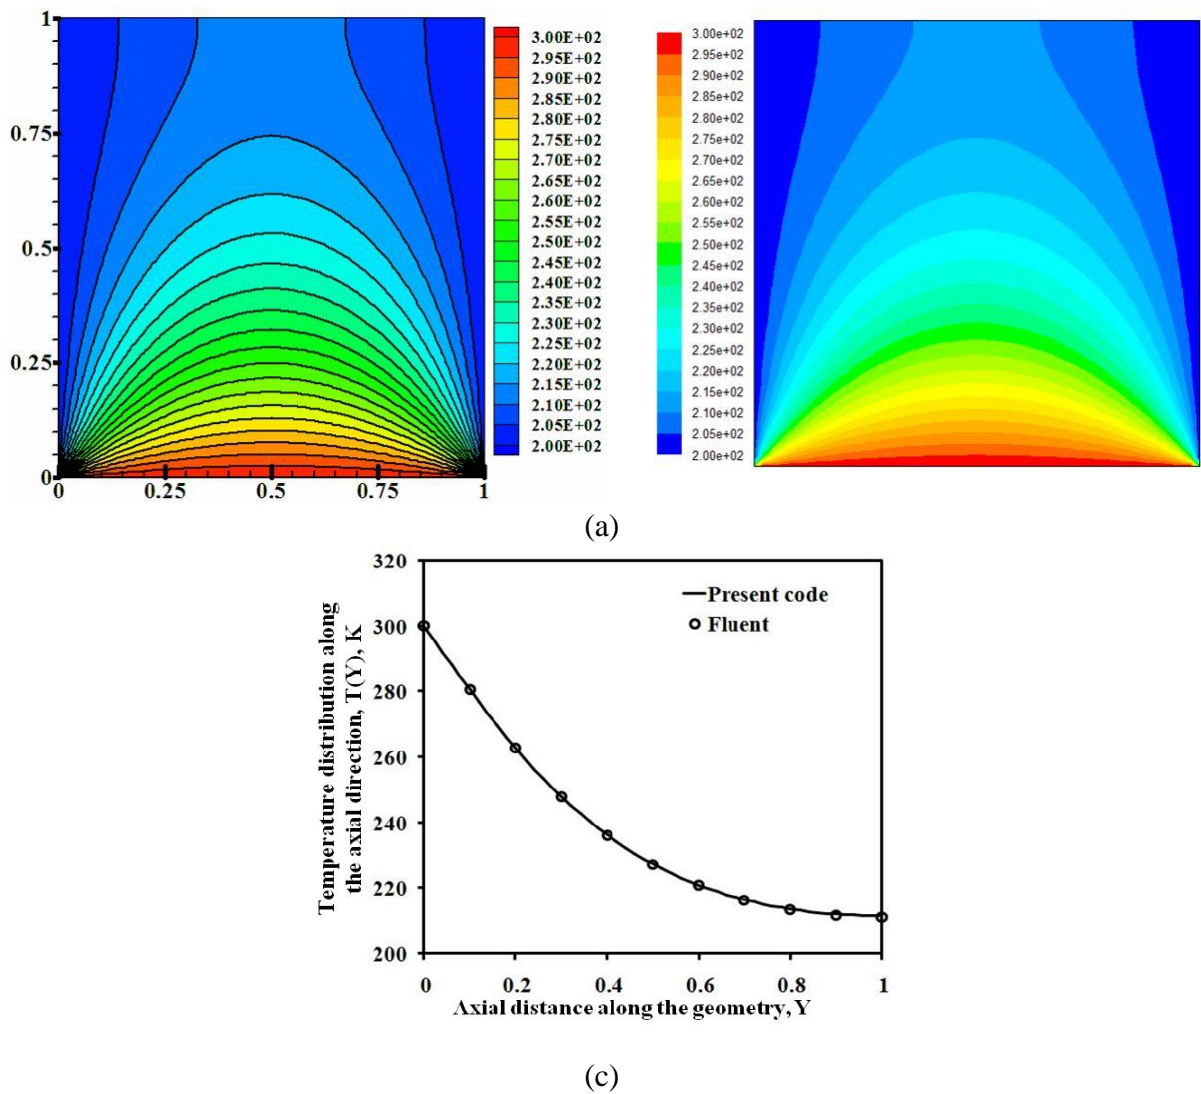 1
0.75
0.5
0.25
0
0
0.25
0.5
0.75
1
3.00E+02
2.95E+02
2.90E+02
2.85E+02
2.80E+02
2.75E+02
2.70E+02
2.65E+02
2.60E+02
2.55E+02
2.50E+02
2.45E+02
2.40E+02
2.35E+02
2.30E+02
2.25E+02
2.20E+02
2.15E+02
2.10E+02
2.05E+02
2.00E+02
3.00e+02
2.95e+02
2.90e+02
2.85e+02
2.80e+02
2.75e+02
2.70e+02
2.65e+02
2.60e+02
2.55e+02
2.50e+02
2.45e+02
2.40e+02
2.35e+02
2.30e+02
2.25e+02
2.20e+02
2.15e+02
2.10e+02
2.05e+02
2.00e+02
(a)
Temperature distribution along
the axial direction, T(Y), K
320
300
280
260
240
220
200
Present code
Fluent
0
0.2
0.4
0.6
0.8
1
Axial distance along the geometry, Y
(c)